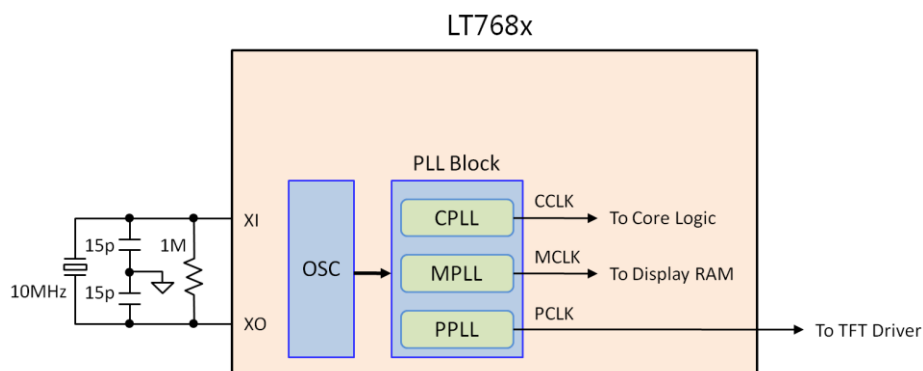 LT768x
PLL Block
XI
15p
1M
OSC
CPLL
CCLK
To Core Logic
MPLL
MCLK
To Display RAM
10MHz
15p
XO
PPLL
PCLK
To TFT Driver